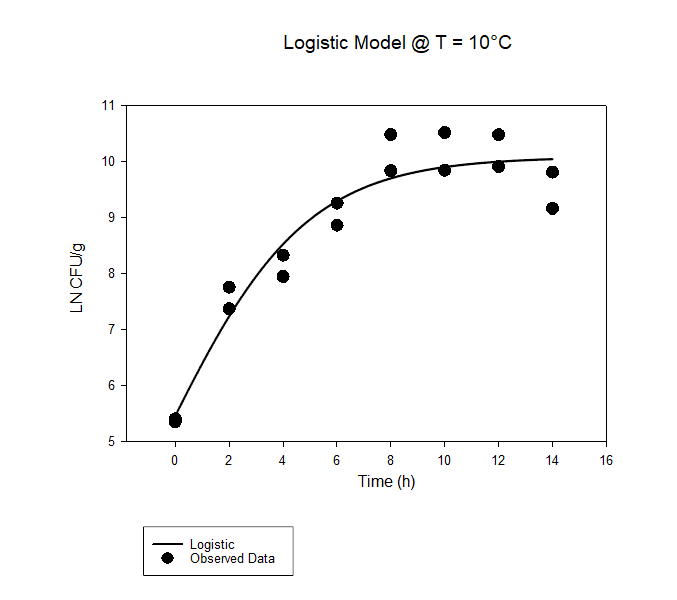 Logistic Model @ T = 10°C
11
10
9
8
7
6
5
LN CFU/g
0 2 4 6 8 10 12 14 16
Time (h)
Logistic
Observed Data